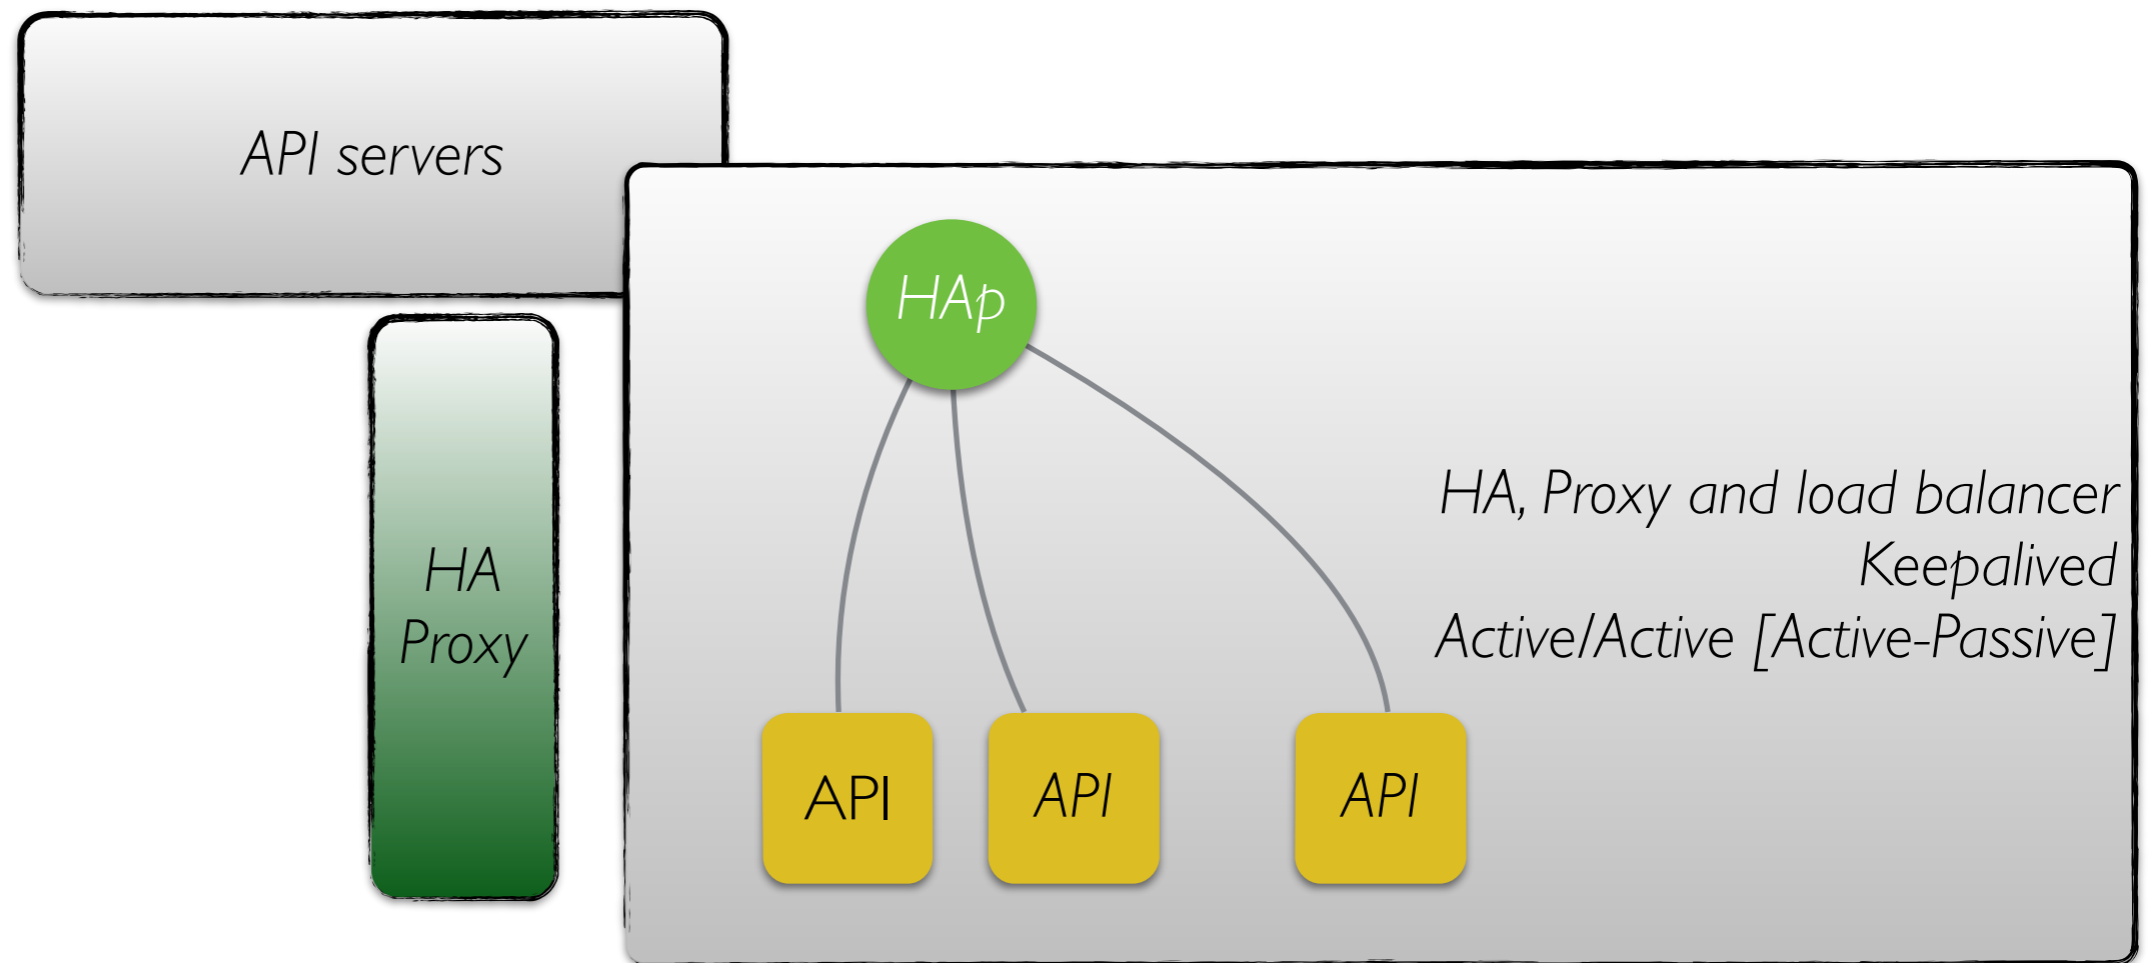 API servers
HAp
HA
Proxy
HA, Proxy and load balancer
Keepalived
Active/Active [Active-Passive]
API
API
API